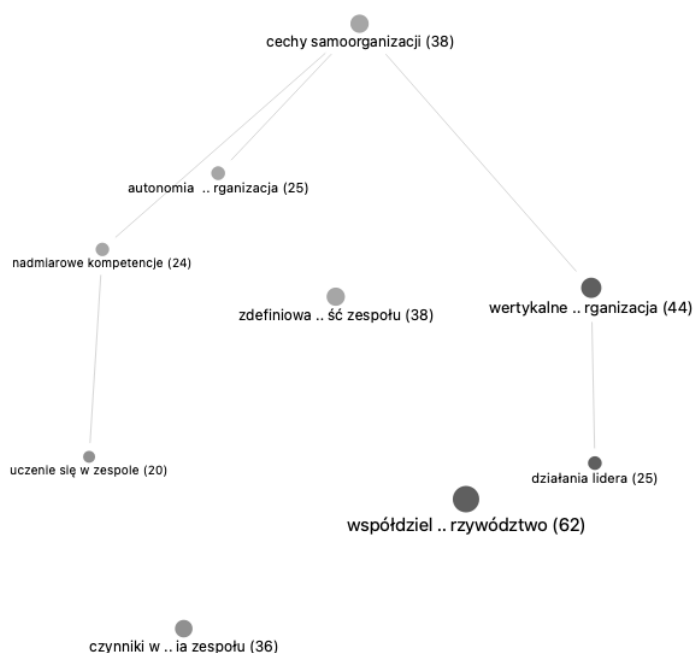 cechy samoorganizacji (38)
autonomia .. rganizacja (25)
nadmiarowe kompetencje (24)
zdefiniowa .. ść zespołu (38)
wertykalne .. rganizacja (44)
uczenie się w zespole (20)
działania lidera (25)
współdziel .. rzywództwo (62)
czynniki w .. ia zespołu (36)